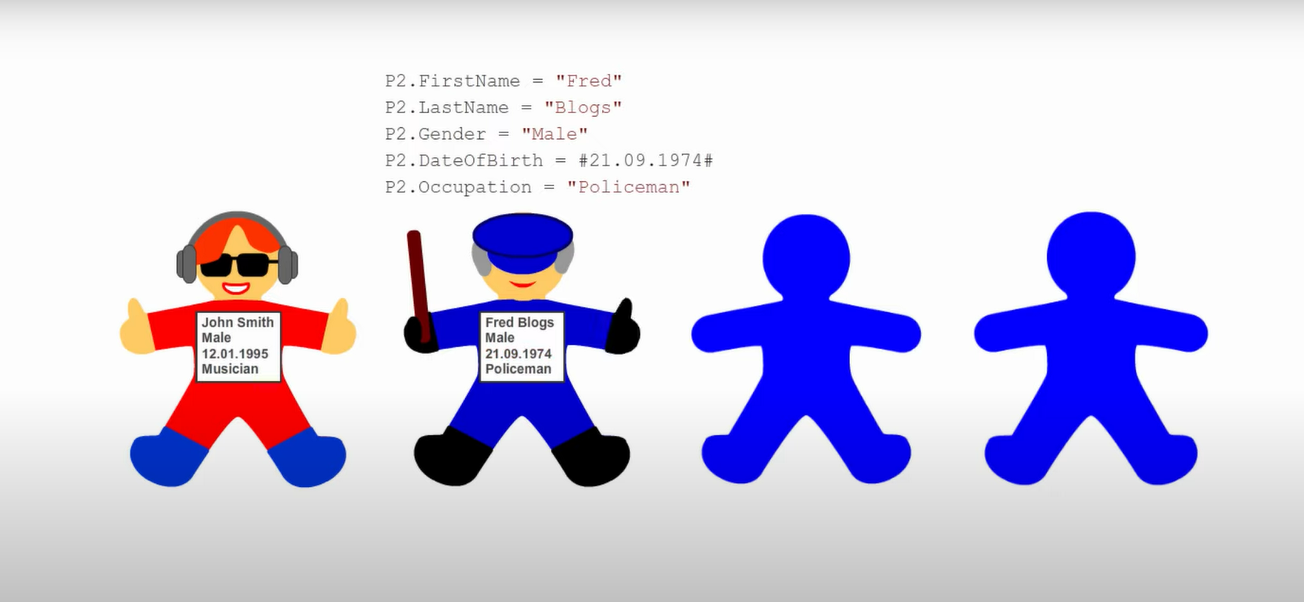 P2.FirstName = "Fred"
P2.LastName = "Blogs"
P2.Gender = "Male"
P2.DateOfBirth = #21.09.1974#
P2.Occupation = "Policeman"
John Smith
Male
12.01.1995
Musician
Fred Blogs
Male
21.09.1974
Policeman